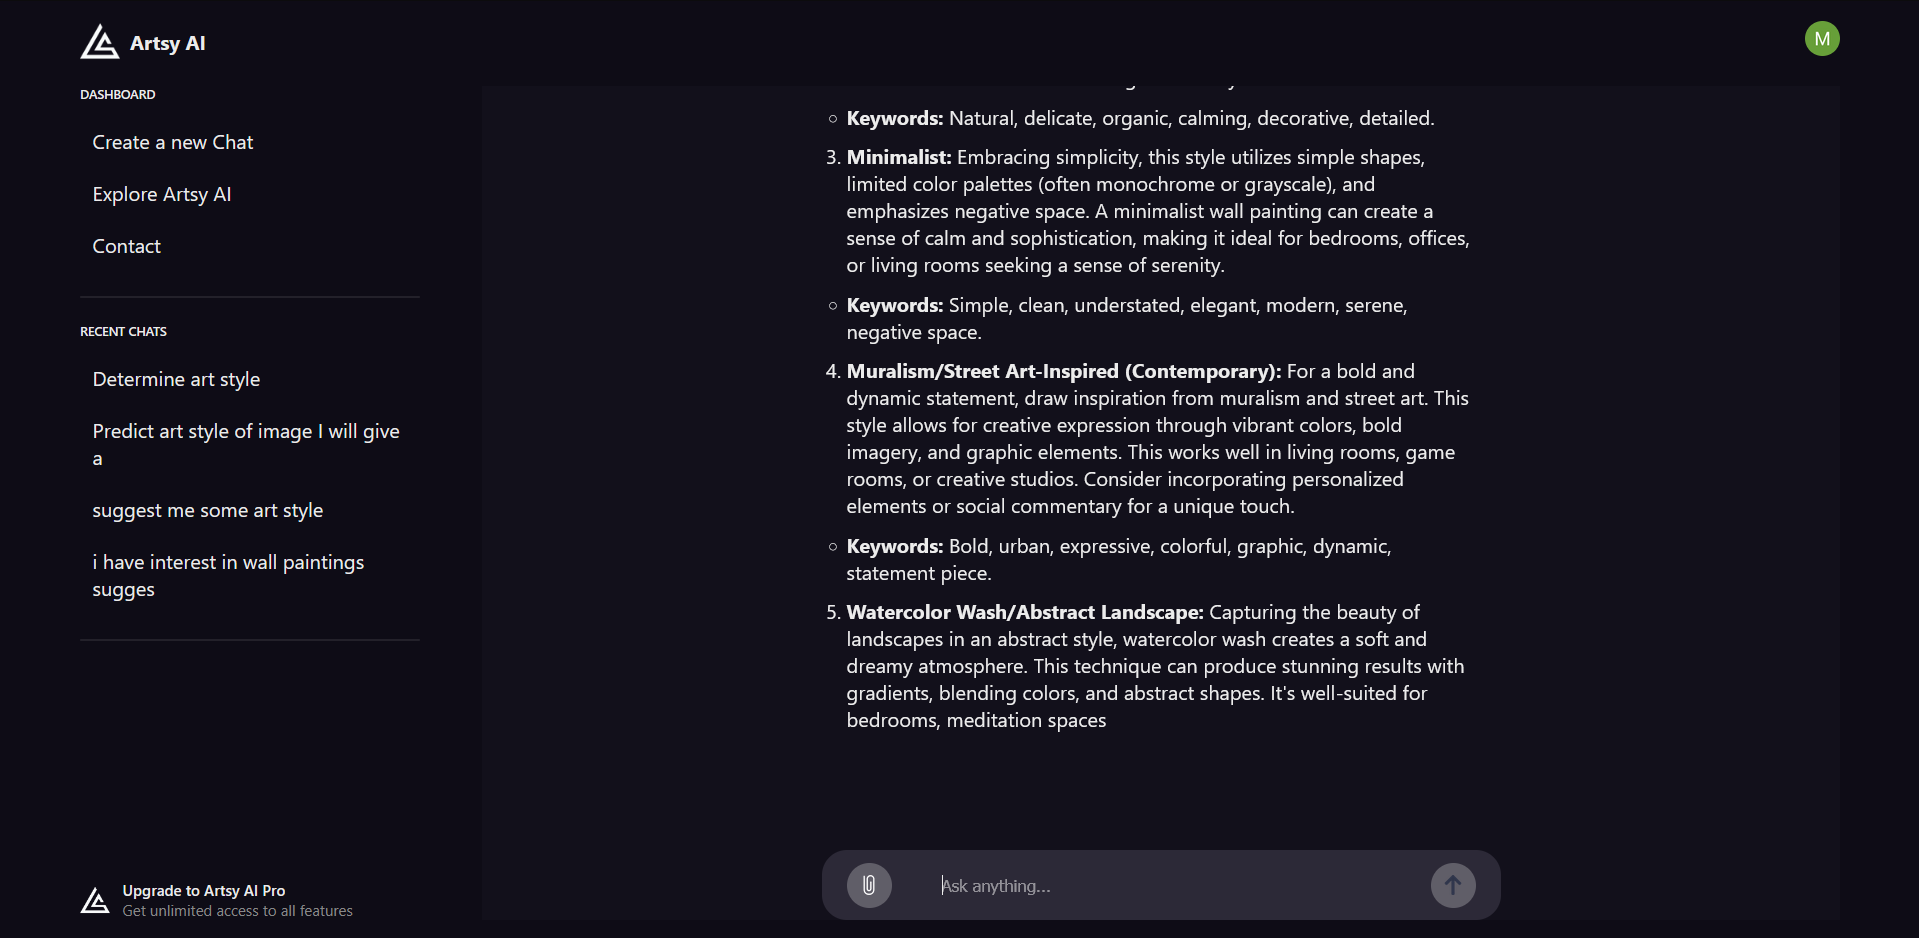 Artsy AI
M
DASHBOARD
Create a new Chat
Explore Artsy AI
Contact
RECENT CHATS
Determine art style
Predict art style of image I will give
a
suggest me some art style
i have interest in wall paintings
sugges
Upgrade to Artsy AI Pro
Get unlimited access to all features
○ Keywords: Natural, delicate, organic, calming, decorative, detailed.
3. Minimalist: Embracing simplicity, this style utilizes simple shapes,
limited color palettes (often monochrome or grayscale), and
emphasizes negative space. A minimalist wall painting can create a
sense of calm and sophistication, making it ideal for bedrooms, offices,
or living rooms seeking a sense of serenity.
○ Keywords: Simple, clean, understated, elegant, modern, serene,
negative space.
4. Muralism/Street Art-Inspired (Contemporary): For a bold and
dynamic statement, draw inspiration from muralism and street art. This
style allows for creative expression through vibrant colors, bold
imagery, and graphic elements. This works well in living rooms, game
rooms, or creative studios. Consider incorporating personalized
elements or social commentary for a unique touch.
○ Keywords: Bold, urban, expressive, colorful, graphic, dynamic,
statement piece.
5. Watercolor Wash/Abstract Landscape: Capturing the beauty of
landscapes in an abstract style, watercolor wash creates a soft and
dreamy atmosphere. This technique can produce stunning results with
gradients, blending colors, and abstract shapes. It's well-suited for
bedrooms, meditation spaces
Ask anything...